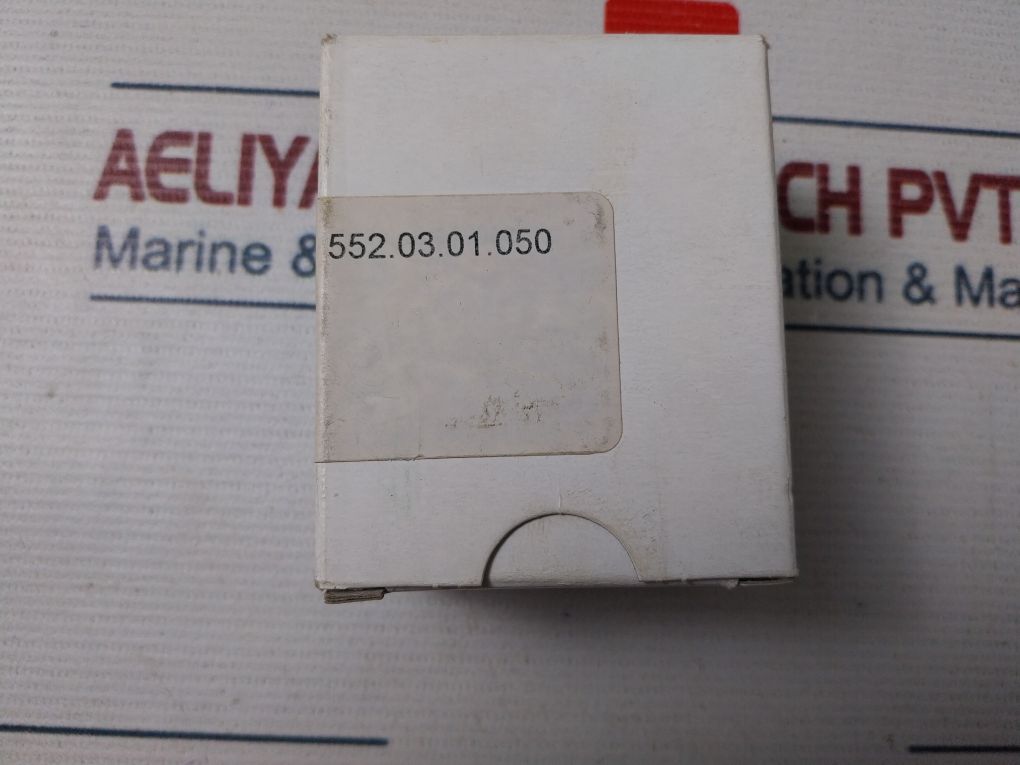 AELIYA CH PVT
Marine & ation & Ma
552.03.01.050